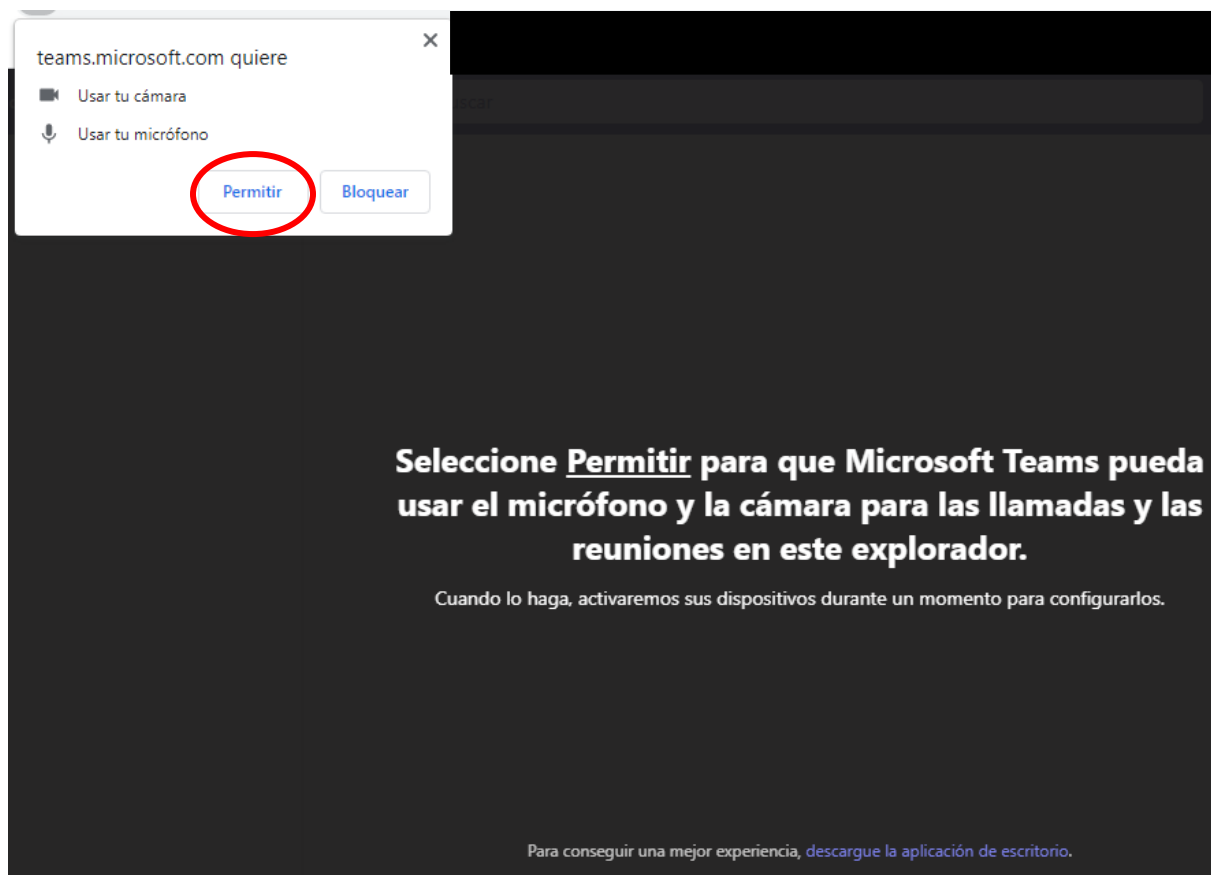 teams.microsoft.com quiere
Usar tu cámara
Usar tu micrófono
Permitir Bloquear
Seleccione Permitir para que Microsoft Teams pueda
usar el micrófono y la cámara para las llamadas y las
reuniones en este explorador.
Cuando lo haga, activaremos sus dispositivos durante un momento para configurarlos.
Para conseguir una mejor experiencia, descargue la aplicación de escritorio.